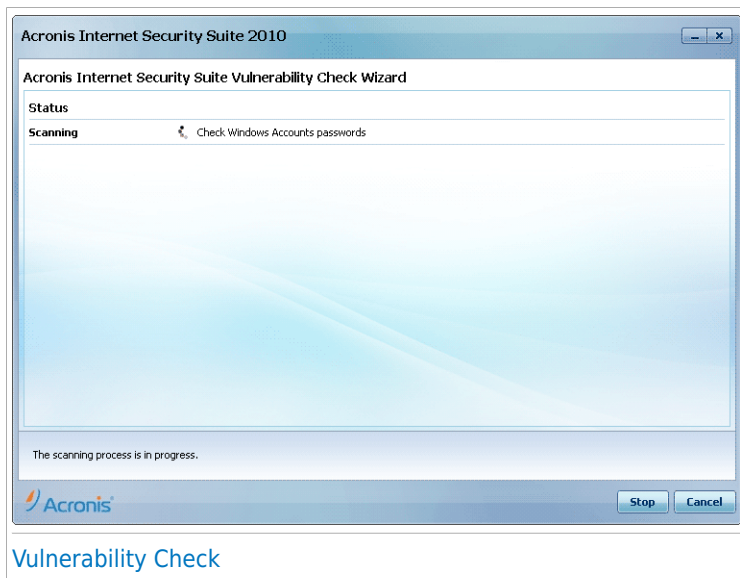 Acronis Internet Security Suite 2010
Acronis Internet Security Suite Vulnerability Check Wizard
Status
Scanning Check Windows Accounts passwords
The scanning process is in progress.
Acronis
Stop Cancel
Vulnerability Check